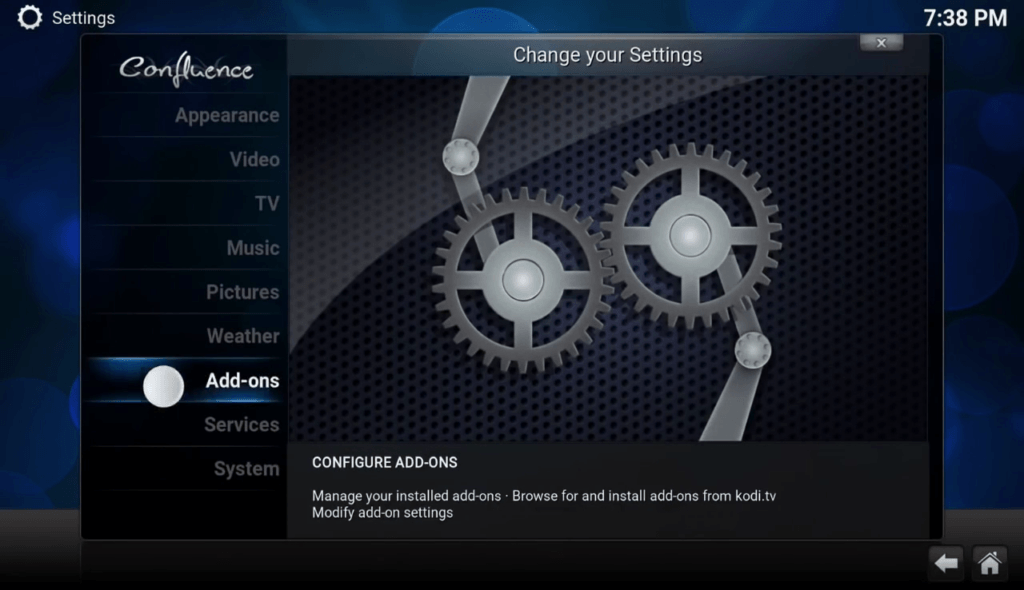 Settings
7:38 PM
Change your Settings
x
Confluence
Appearance
Video
TV
Music
Pictures
Weather
Add-ons
Services
System
CONFIGURE ADD-ONS
Manage your installed add-ons · Browse for and install add-ons from kodi.tv
Modify add-on settings